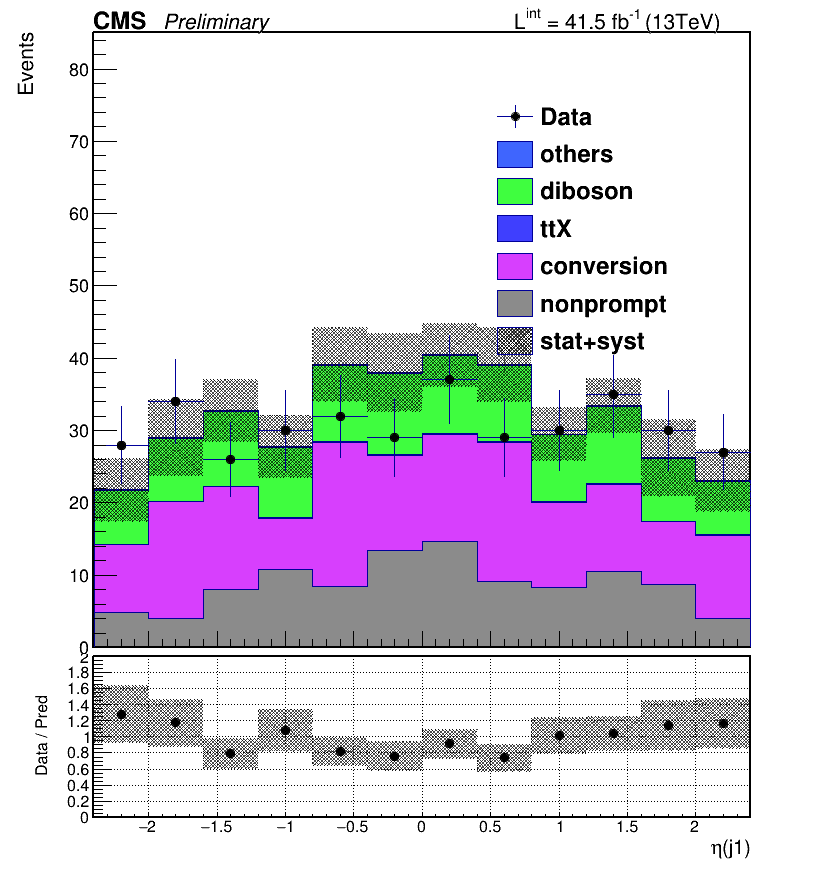 CMS Preliminary L^int = 41.5 fb^-1 (13TeV)
Events
80
70
60
50
40
30
20
10
0
Data
others
diboson
ttX
conversion
nonprompt
stat+syst
Data / Pred
2
1.8
1.6
1.4
1.2
1
0.8
0.6
0.4
0.2
0
−2 −1.5 −1 −0.5 0 0.5 1 1.5 2
η(j1)